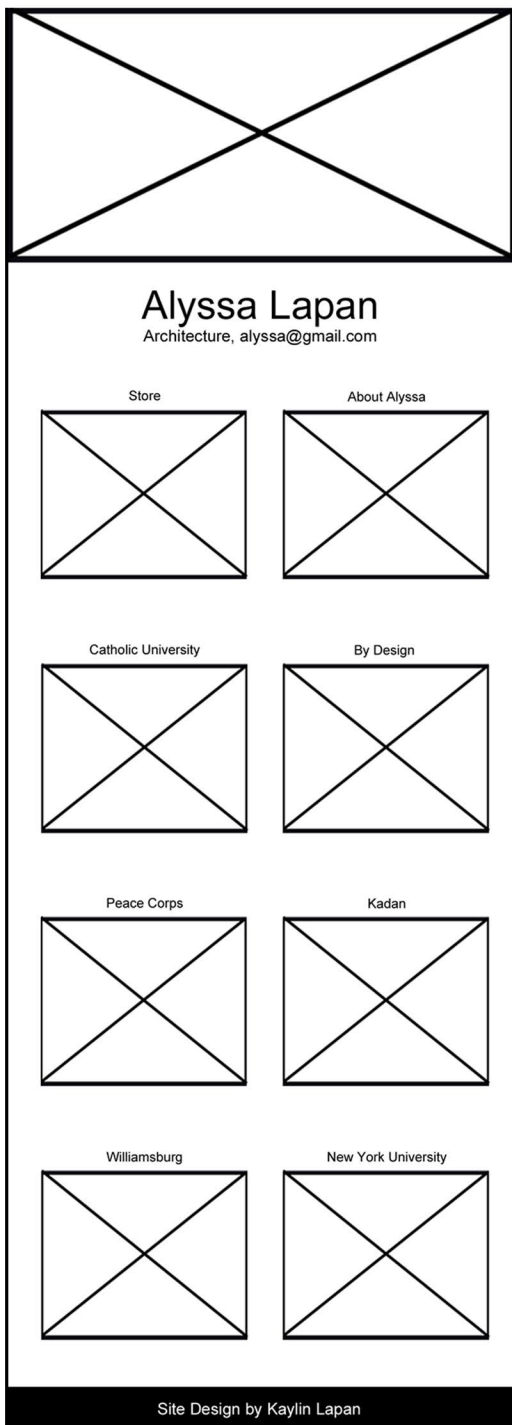 Alyssa Lapan
Architecture, alyssa@gmail.com
Store
About Alyssa
Catholic University
By Design
Peace Corps
Kadan
Williamsburg
New York University
Site Design by Kaylin Lapan